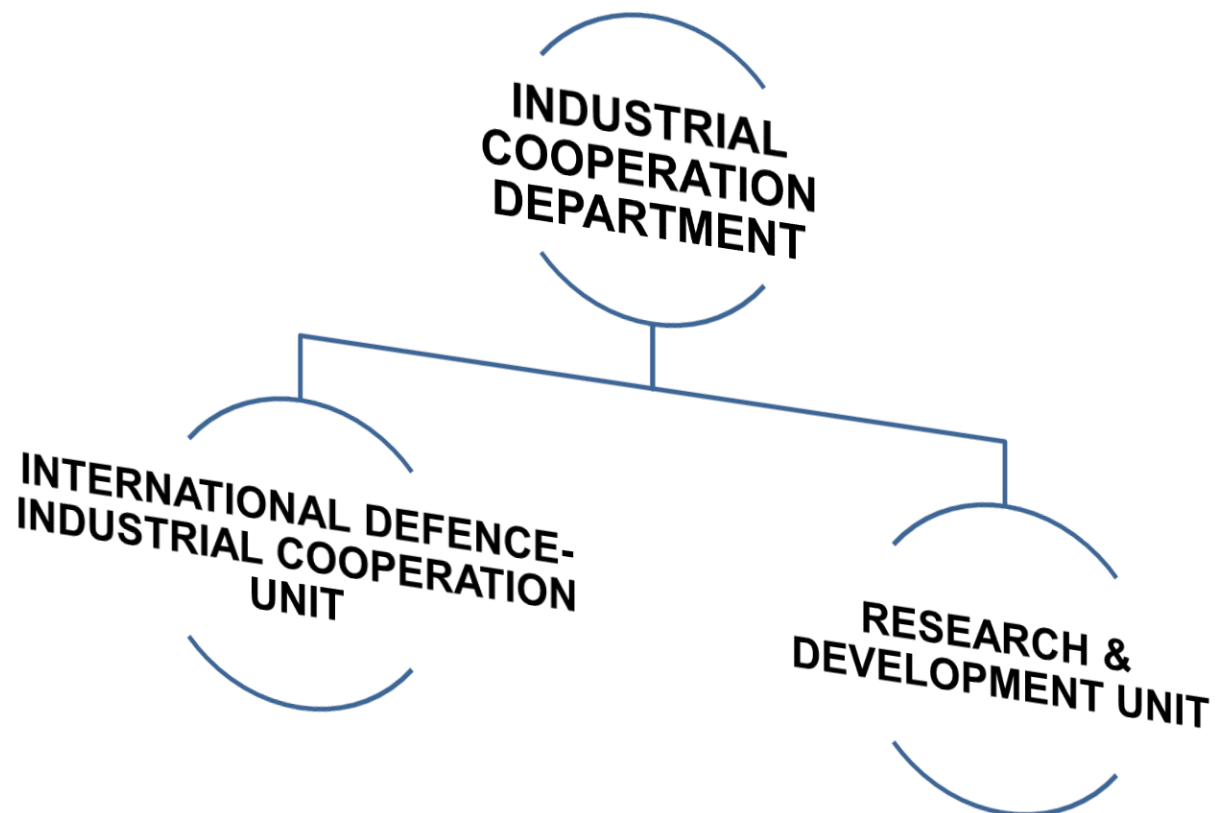 INDUSTRIAL
COOPERATION
DEPARTMENT
INTERNATIONAL DEFENCE-
INDUSTRIAL COOPERATION
UNIT
RESEARCH &
DEVELOPMENT UNIT